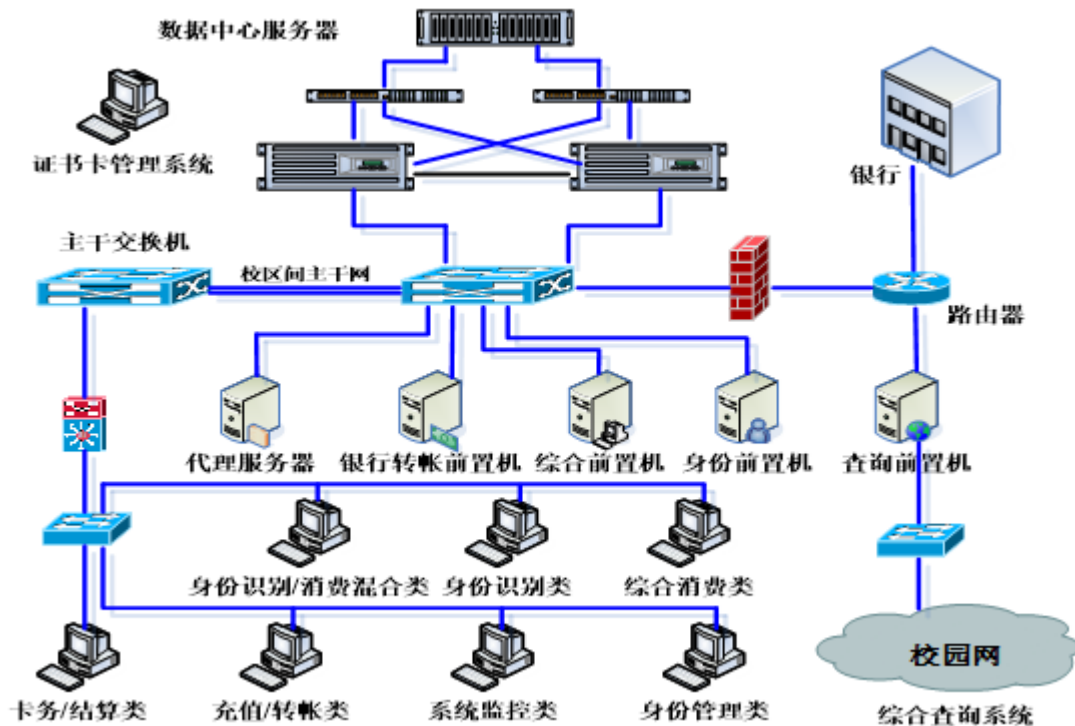 数据中心服务器
证书卡管理系统
银行
主干交换机
校区间主干网
路由器
代理服务器
银行转帐前置机
综合前置机
身份前置机
查询前置机
身份识别/消费混合类
身份识别类
综合消费类
校园网
卡务/结算类
充值/转帐类
系统监控类
身份管理类
综合查询系统